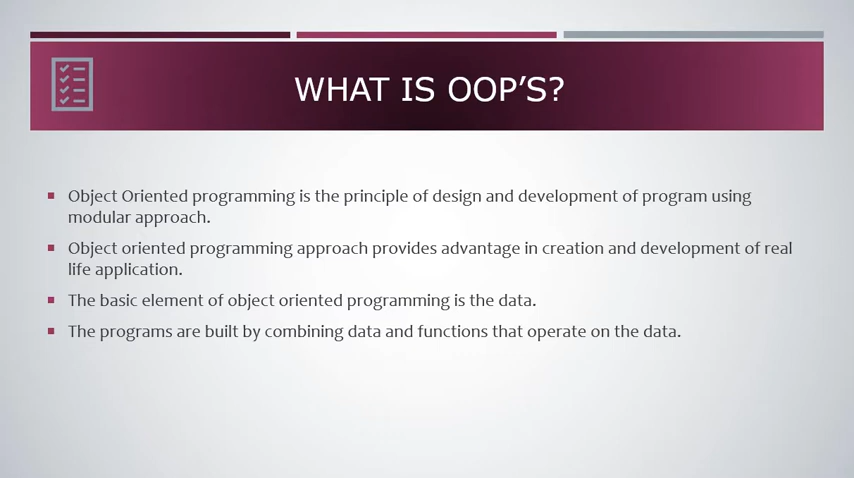 WHAT IS OOP’S?
Object Oriented programming is the principle of design and development of program using
modular approach.
Object oriented programming approach provides advantage in creation and development of real
life application.
The basic element of object oriented programming is the data.
The programs are built by combining data and functions that operate on the data.